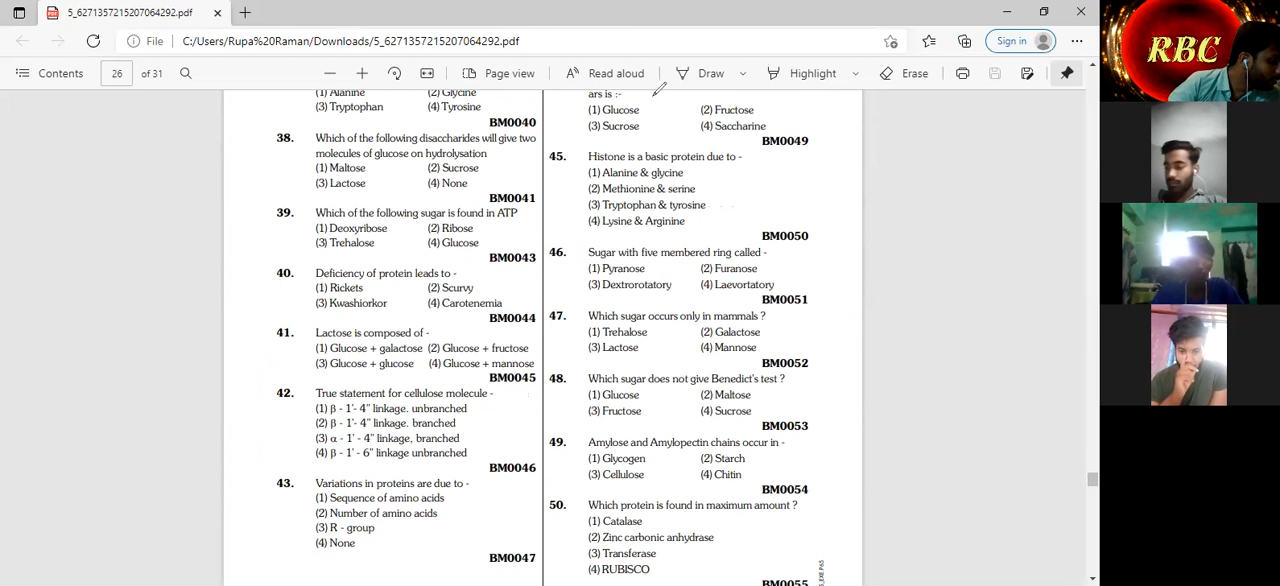 5_6271357215207064292.pdf
File C:/Users/Rupa%20Raman/Downloads/5_6271357215207064292.pdf
Sign in
RBC
Contents 26 of 31 Page view Read aloud Draw Highlight Erase
(1) Alanine (2) Glycine
(3) Tryptophan (4) Tyrosine
BM0040
38. Which of the following disaccharides will give two
molecules of glucose on hydrolysation
(1) Maltose (2) Sucrose
(3) Lactose (4) None
BM0041
39. Which of the following sugar is found in ATP
(1) Deoxyribose (2) Ribose
(3) Trehalose (4) Glucose
BM0043
40. Deficiency of protein leads to -
(1) Rickets (2) Scurvy
(3) Kwashiorkor (4) Carotenemia
BM0044
41. Lactose is composed of -
(1) Glucose + galactose (2) Glucose + fructose
(3) Glucose + glucose (4) Glucose + mannose
BM0045
42. True statement for cellulose molecule -
(1) β - 1'- 4'' linkage. unbranched
(2) β - 1'- 4'' linkage. branched
(3) α - 1' - 4'' linkage, branched
(4) β - 1' - 6'' linkage unbranched
BM0046
43. Variations in proteins are due to -
(1) Sequence of amino acids
(2) Number of amino acids
(3) R - group
(4) None
BM0047
ars is :-
(1) Glucose (2) Fructose
(3) Sucrose (4) Saccharine
BM0049
45. Histone is a basic protein due to -
(1) Alanine & glycine
(2) Methionine & serine
(3) Tryptophan & tyrosine
(4) Lysine & Arginine
BM0050
46. Sugar with five membered ring called -
(1) Pyranose (2) Furanose
(3) Dextrorotatory (4) Laevortatory
BM0051
47. Which sugar occurs only in mammals ?
(1) Trehalose (2) Galactose
(3) Lactose (4) Mannose
BM0052
48. Which sugar does not give Benedict's test ?
(1) Glucose (2) Maltose
(3) Fructose (4) Sucrose
BM0053
49. Amylose and Amylopectin chains occur in -
(1) Glycogen (2) Starch
(3) Cellulose (4) Chitin
BM0054
50. Which protein is found in maximum amount ?
(1) Catalase
(2) Zinc carbonic anhydrase
(3) Transferase
(4) RUBISCO
BM0055